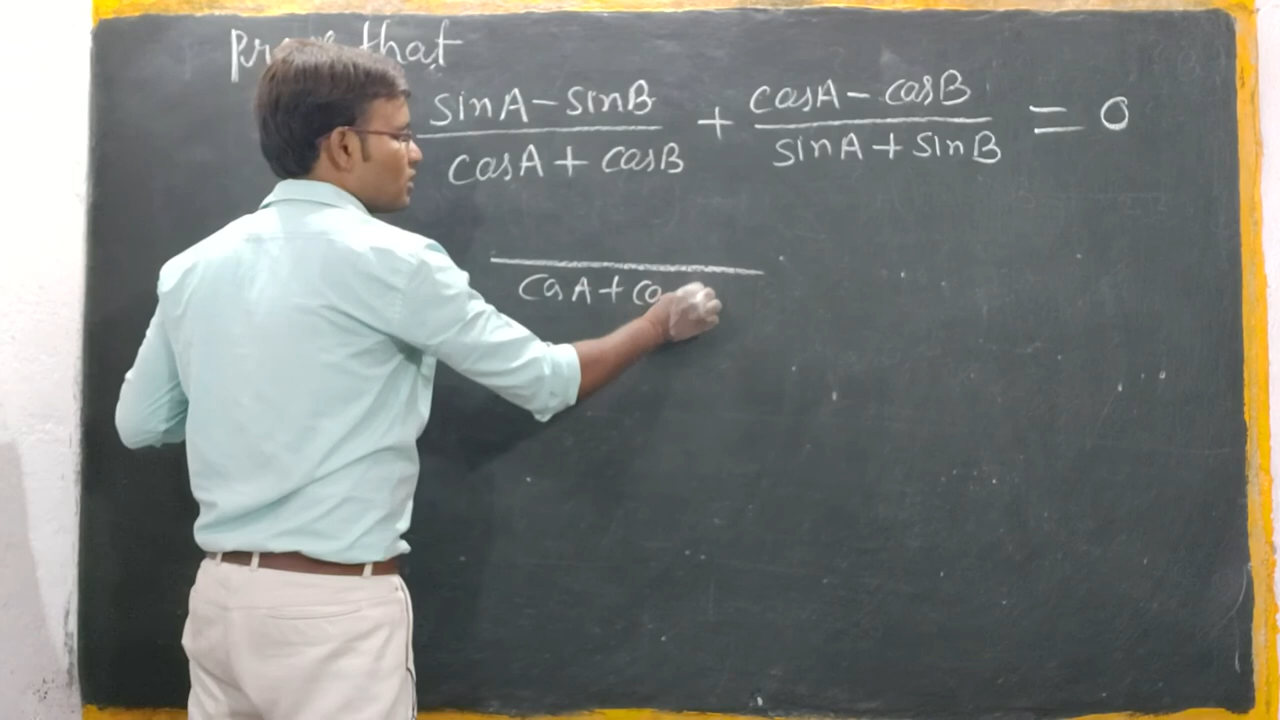 that
sinA - sinB / cosA + cosB + cosA - cosB / sinA + sinB = 0
cosA + co